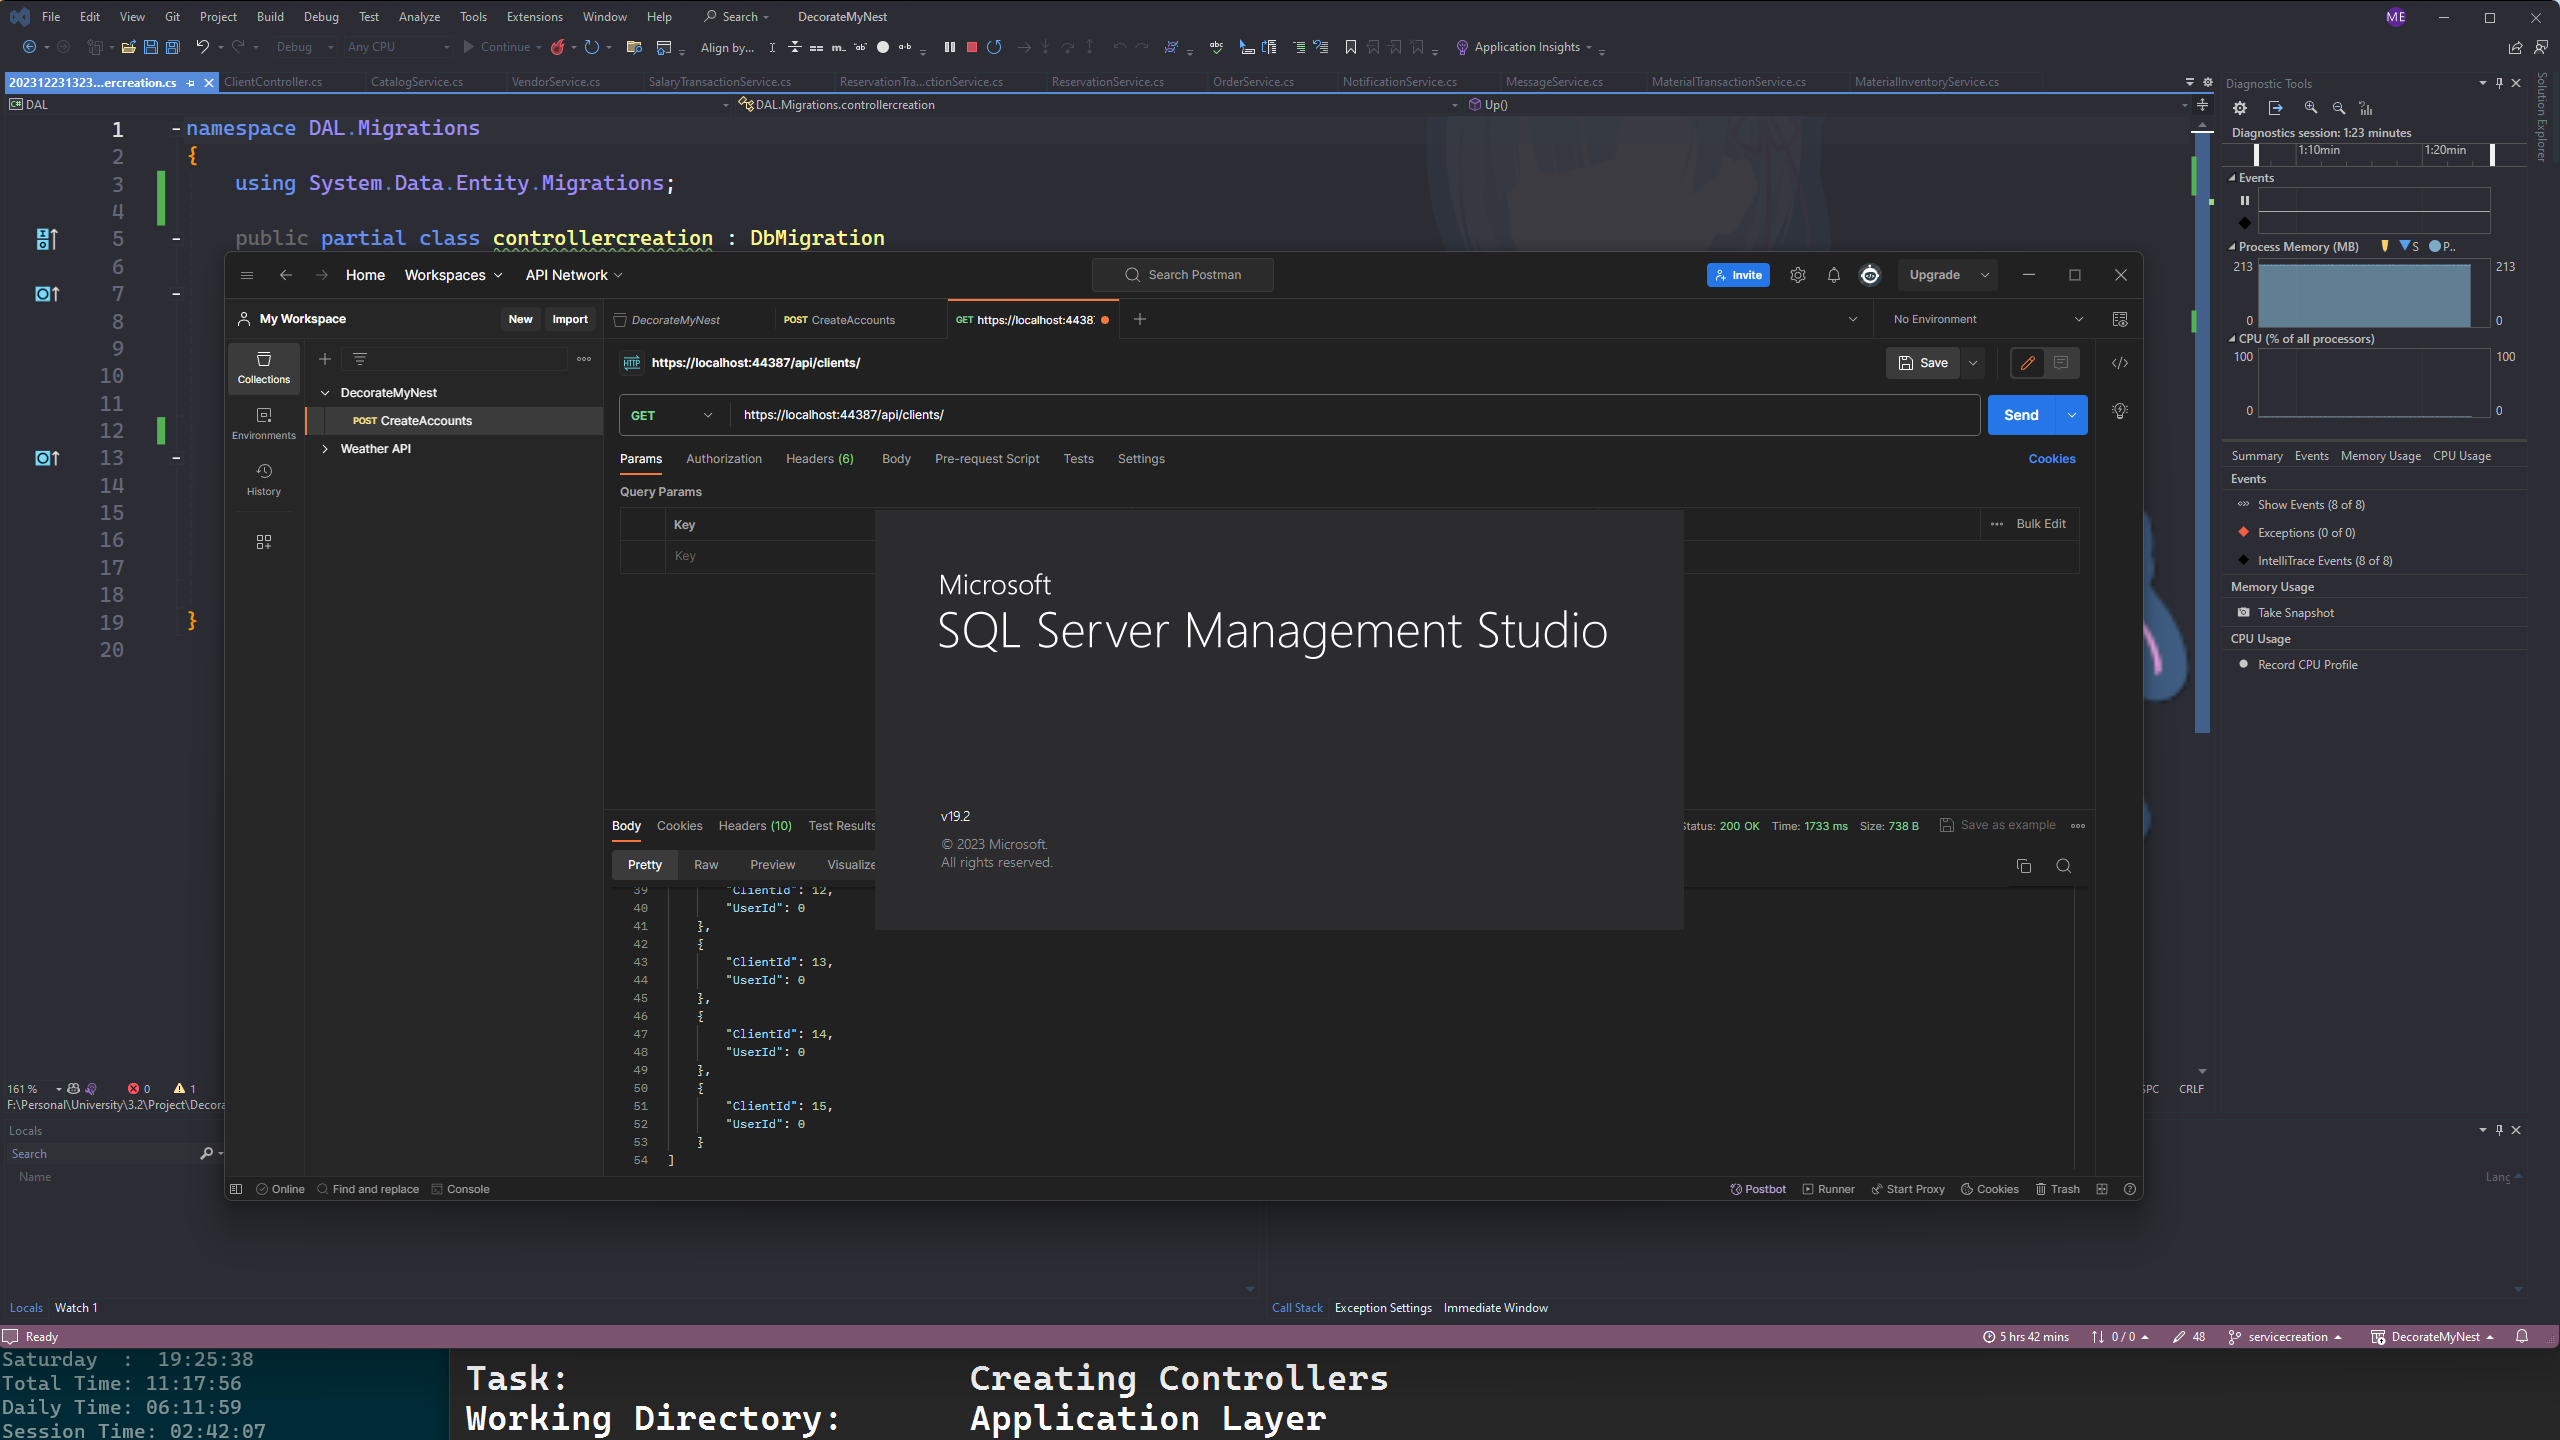 File Edit View Git Project Build Debug Test Analyze Tools Extensions Window Help Search DecorateMyNest ME
Debug Any CPU Continue Align by... Application Insights
202312231323...ercreation.cs ClientController.cs CatalogService.cs VendorService.cs SalaryTransactionService.cs ReservationTra...ctionService.cs ReservationService.cs OrderService.cs NotificationService.cs MessageService.cs MaterialTransactionService.cs MaterialInventoryService.cs
DAL DAL.Migrations.controllercreation Up()
1 namespace DAL.Migrations
2 {
3 using System.Data.Entity.Migrations;
4
5 public partial class controllercreation : DbMigration
6
7
8
9
10
11
12
13
14
15
16
17
18
19 }
20
Home Workspaces API Network Search Postman Invite Upgrade
My Workspace New Import DecorateMyNest POST CreateAccounts GET https://localhost:4438 No Environment
Collections
Environments
History
DecorateMyNest
POST CreateAccounts
Weather API
HTTP https://localhost:44387/api/clients/ Save
GET https://localhost:44387/api/clients/ Send
Params Authorization Headers (6) Body Pre-request Script Tests Settings Cookies
Query Params
Key Bulk Edit
Key
Microsoft
SQL Server Management Studio
v19.2
© 2023 Microsoft.
All rights reserved.
Body Cookies Headers (10) Test Results Status: 200 OK Time: 1733 ms Size: 738 B Save as example
Pretty Raw Preview Visualize
39 "ClientId": 12,
40 "UserId": 0
41 },
42 {
43 "ClientId": 13,
44 "UserId": 0
45 },
46 {
47 "ClientId": 14,
48 "UserId": 0
49 },
50 {
51 "ClientId": 15,
52 "UserId": 0
53 }
54 ]
Online Find and replace Console Postbot Runner Start Proxy Cookies Trash
Diagnostic Tools
Diagnostics session: 1:23 minutes
1:10min 1:20min
Events
Process Memory (MB) S P..
213 213
0 0
CPU (% of all processors)
100 100
0 0
Summary Events Memory Usage CPU Usage
Events
Show Events (8 of 8)
Exceptions (0 of 0)
IntelliTrace Events (8 of 8)
Memory Usage
Take Snapshot
CPU Usage
Record CPU Profile
Solution Explorer
161 % 0 1 SPC CRLF
F:\Personal\University\3.2\Project\Decora
Locals
Search
Name Lang
Locals Watch 1 Call Stack Exception Settings Immediate Window
Ready 5 hrs 42 mins 0 / 0 48 servicecreation DecorateMyNest
Saturday : 19:25:38
Total Time: 11:17:56
Daily Time: 06:11:59
Session Time: 02:42:07
Task: Creating Controllers
Working Directory: Application Layer